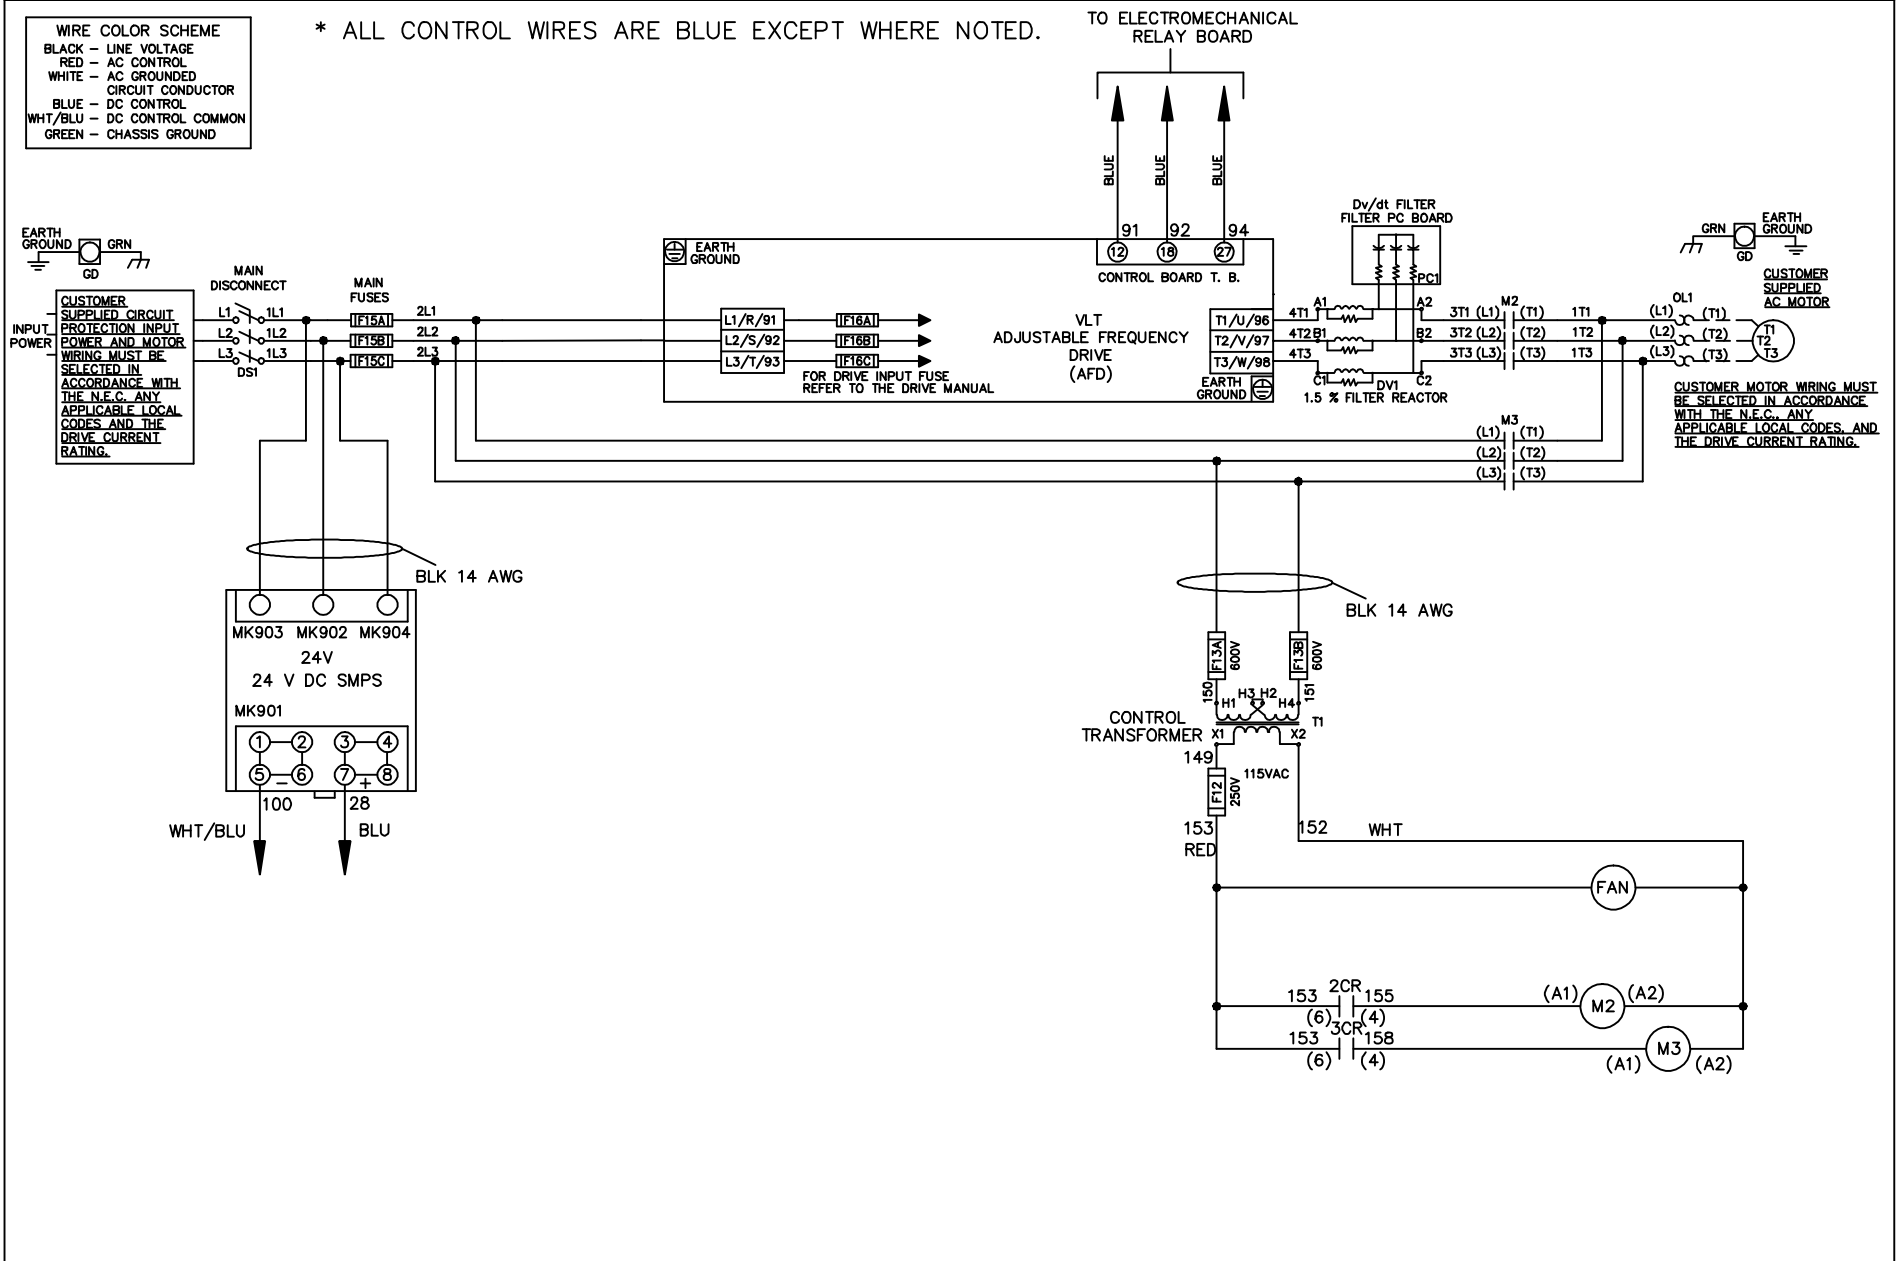 WIRE COLOR SCHEME
BLACK – LINE VOLTAGE
RED – AC CONTROL
WHITE – AC GROUNDED
CIRCUIT CONDUCTOR
BLUE – DC CONTROL
WHT/BLU – DC CONTROL COMMON
GREEN – CHASSIS GROUND
* ALL CONTROL WIRES ARE BLUE EXCEPT WHERE NOTED.
TO ELECTROMECHANICAL
RELAY BOARD
BLUE
BLUE
BLUE
91 92 94
12 18 27
CONTROL BOARD T. B.
EARTH
GROUND
GRN
GD
CUSTOMER
SUPPLIED CIRCUIT
PROTECTION INPUT
POWER AND MOTOR
WIRING MUST BE
SELECTED IN
ACCORDANCE WITH
THE N.E.C. ANY
APPLICABLE LOCAL
CODES AND THE
DRIVE CURRENT
RATING.
INPUT
POWER
MAIN
DISCONNECT
L1 1L1
L2 1L2
L3 1L3
DS1
MAIN
FUSES
F15A 2L1
F15B 2L2
F15C 2L3
EARTH
GROUND
L1/R/91 F16A
L2/S/92 F16B
L3/T/93 F16C
FOR DRIVE INPUT FUSE
REFER TO THE DRIVE MANUAL
VLT
ADJUSTABLE FREQUENCY
DRIVE
(AFD)
T1/U/96
T2/V/97
T3/W/98
EARTH
GROUND
4T1 A1 A2
4T2 B1 B2
4T3
C1 DV1 C2
1.5 % FILTER REACTOR
Dv/dt FILTER
FILTER PC BOARD
PC1
M2
3T1 (L1) (T1) 1T1
3T2 (L2) (T2) 1T2
3T3 (L3) (T3) 1T3
M3
(L1) (T1)
(L2) (T2)
(L3) (T3)
OL1
(L1) (T1)
(L2) (T2)
(L3) (T3)
T1
T2
T3
GRN
GD
EARTH
GROUND
CUSTOMER
SUPPLIED
AC MOTOR
CUSTOMER MOTOR WIRING MUST
BE SELECTED IN ACCORDANCE
WITH THE N.E.C., ANY
APPLICABLE LOCAL CODES, AND
THE DRIVE CURRENT RATING.
BLK 14 AWG
MK903 MK902 MK904
24V
24 V DC SMPS
MK901
1 2 3 4
5 – 6 7 + 8
100 28
WHT/BLU BLU
BLK 14 AWG
F13A 600V
F13B 600V
150 151
H1 H3 H2 H4
T1
CONTROL
TRANSFORMER
X1 X2
149
115VAC
F12 250V
153
RED
152 WHT
FAN
153 2CR 155
(6) (4)
(A1) M2 (A2)
153 3CR 158
(6) (4)
(A1) M3 (A2)